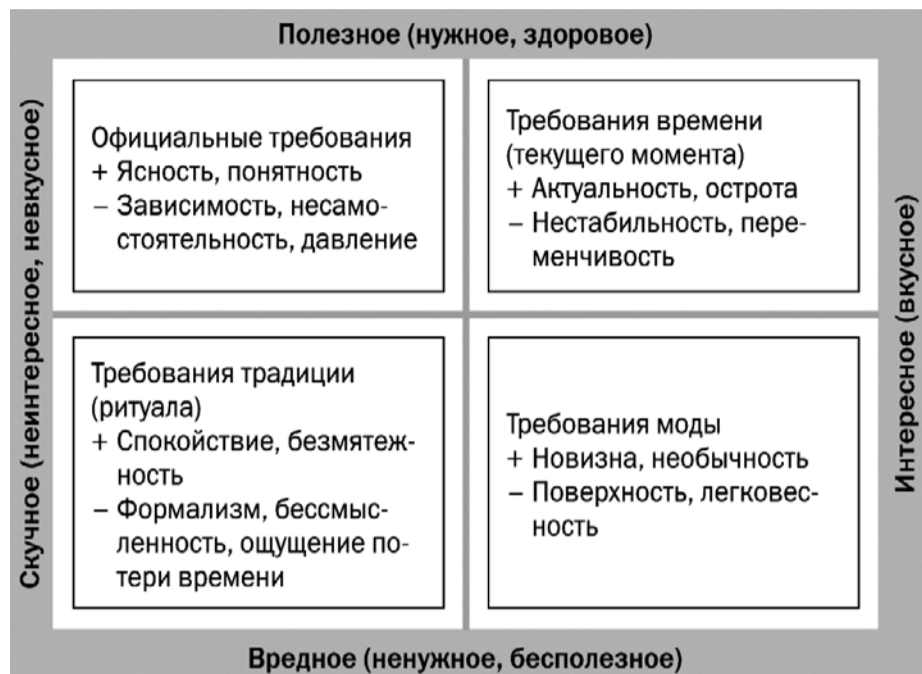 Полезное (нужное, здоровое)
Скучное (неинтересное, невкусное)
Официальные требования
+ Ясность, понятность
– Зависимость, несамо-
стоятельность, давление
Требования времени
(текущего момента)
+ Актуальность, острота
– Нестабильность, пере-
менчивость
Требования традиции
(ритуала)
+ Спокойствие, безмятеж-
ность
– Формализм, бессмыс-
ленность, ощущение по-
тери времени
Требования моды
+ Новизна, необычность
– Поверхность, легковес-
ность
Интересное (вкусное)
Вредное (ненужное, бесполезное)